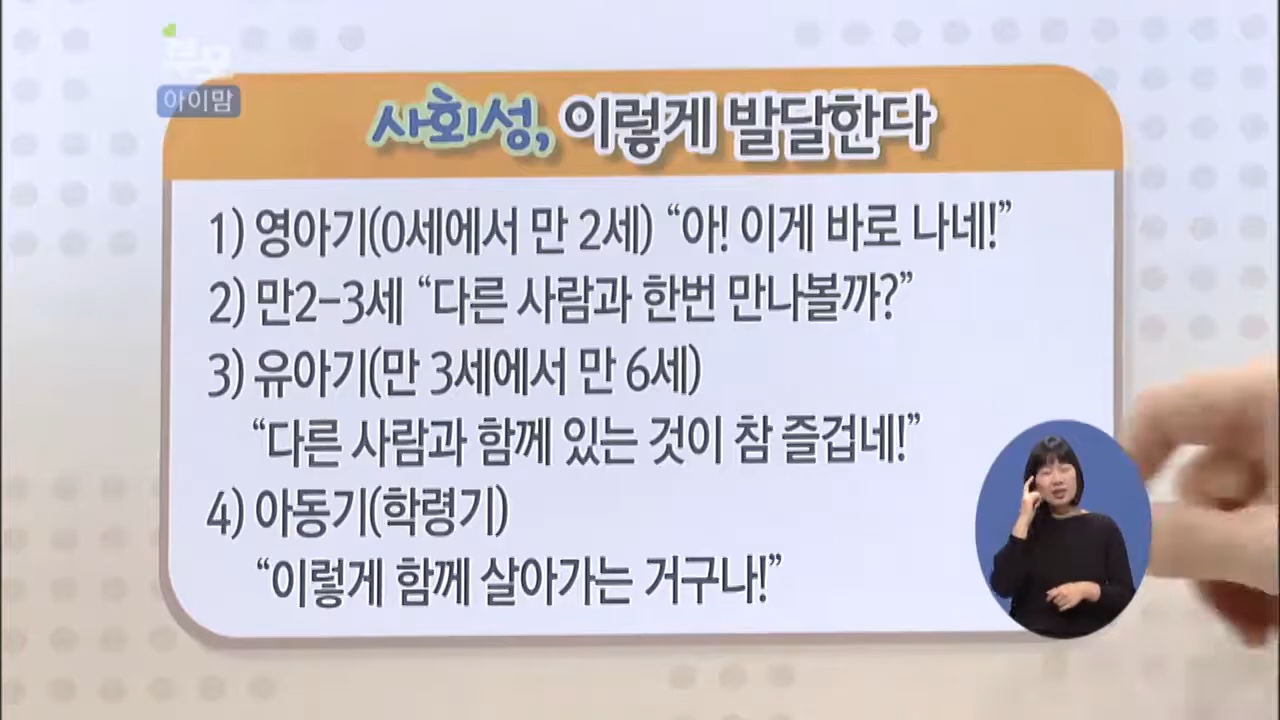 부모
아이맘
사회성, 이렇게 발달한다
1) 영아기(0세에서 만 2세) “아! 이게 바로 나네!”
2) 만2-3세 “다른 사람과 한번 만나볼까?”
3) 유아기(만 3세에서 만 6세)
“다른 사람과 함께 있는 것이 참 즐겁네!”
4) 아동기(학령기)
“이렇게 함께 살아가는 거구나!”